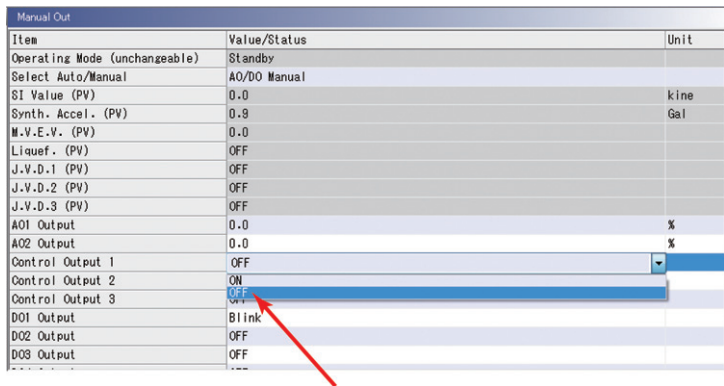 Manual Out
Item Value/Status Unit
Operating Mode (unchangeable) Standby
Select Auto/Manual AO/DO Manual
SI Value (PV) 0.0 kine
Synth. Accel. (PV) 0.9 Gal
M.V.E.V. (PV) 0.0
Liquef. (PV) OFF
J.V.D.1 (PV) OFF
J.V.D.2 (PV) OFF
J.V.D.3 (PV) OFF
AO1 Output 0.0 %
AO2 Output 0.0 %
Control Output 1 OFF
Control Output 2 ON
OFF
Control Output 3
DO1 Output Blink
DO2 Output OFF
DO3 Output OFF